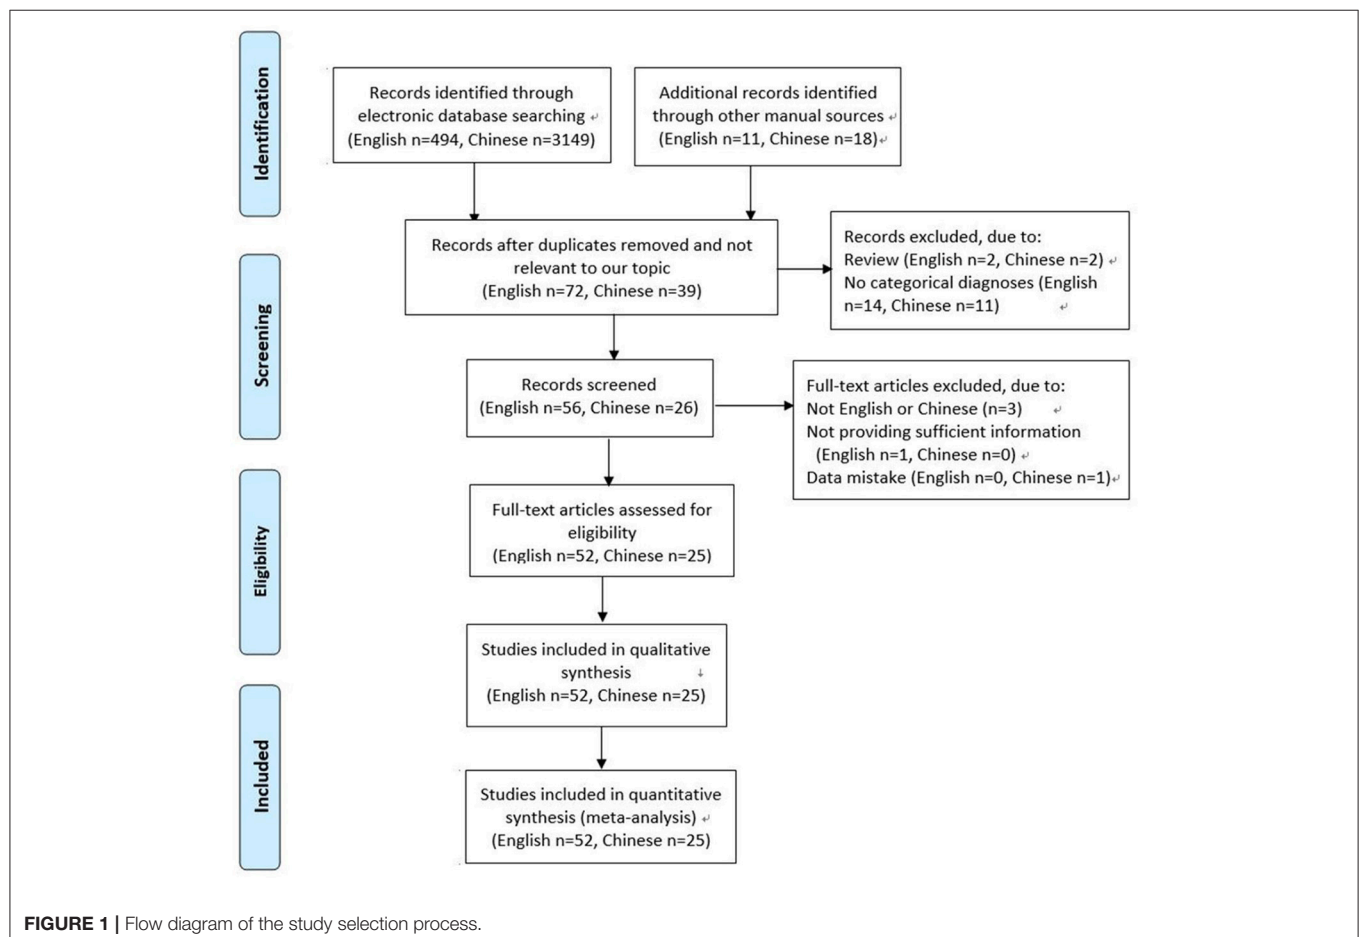 Identification
Records identified through
electronic database searching ↵
(English n=494, Chinese n=3149)
Additional records identified
through other manual sources ↵
(English n=11, Chinese n=18)↵
Records after duplicates removed and not
relevant to our topic
(English n=72, Chinese n=39)
Records excluded, due to:
Review (English n=2, Chinese n=2) ↵
No categorical diagnoses (English
n=14, Chinese n=11) ↵
Screening
Records screened
(English n=56, Chinese n=26)
Full-text articles excluded, due to:
Not English or Chinese (n=3) ↵
Not providing sufficient information
(English n=1, Chinese n=0) ↵
Data mistake (English n=0, Chinese n=1)↵
Eligibility
Full-text articles assessed for
eligibility
(English n=52, Chinese n=25)
Studies included in qualitative
synthesis ↓
(English n=52, Chinese n=25)
Included
Studies included in quantitative
synthesis (meta-analysis) ↵
(English n=52, Chinese n=25)
FIGURE 1 | Flow diagram of the study selection process.